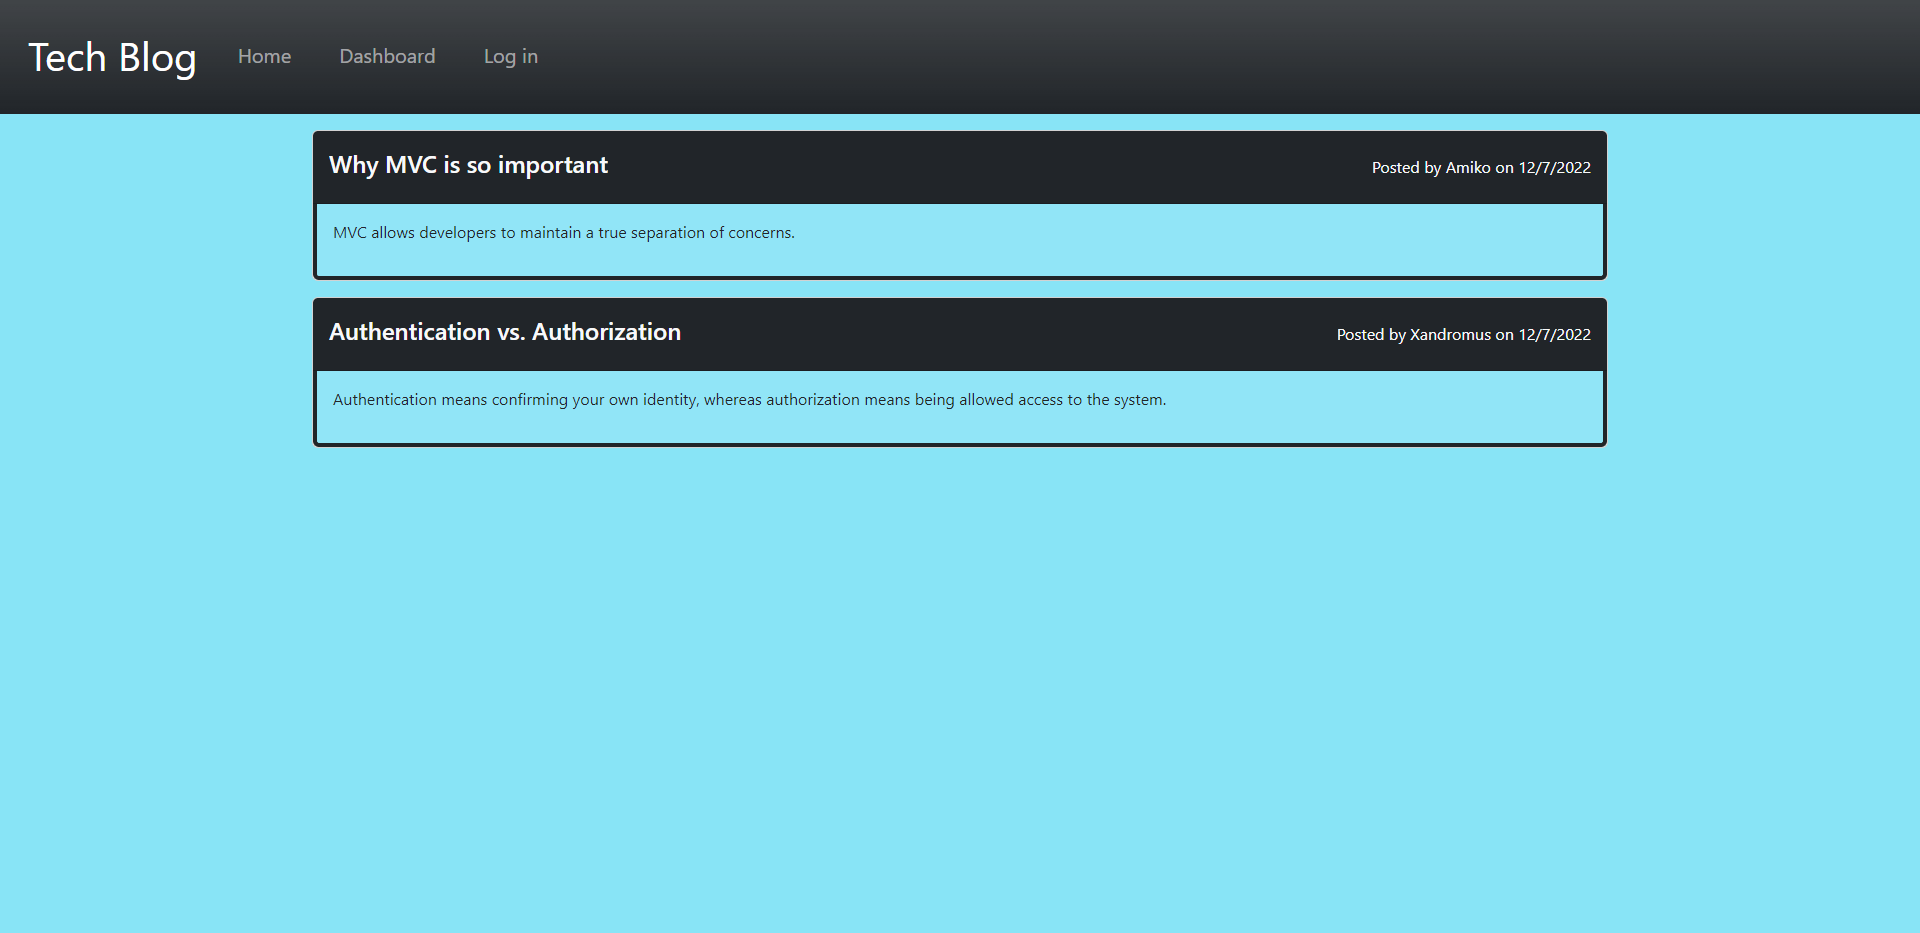 Tech Blog Home Dashboard Log in
Why MVC is so important Posted by Amiko on 12/7/2022
MVC allows developers to maintain a true separation of concerns.
Authentication vs. Authorization Posted by Xandromus on 12/7/2022
Authentication means confirming your own identity, whereas authorization means being allowed access to the system.